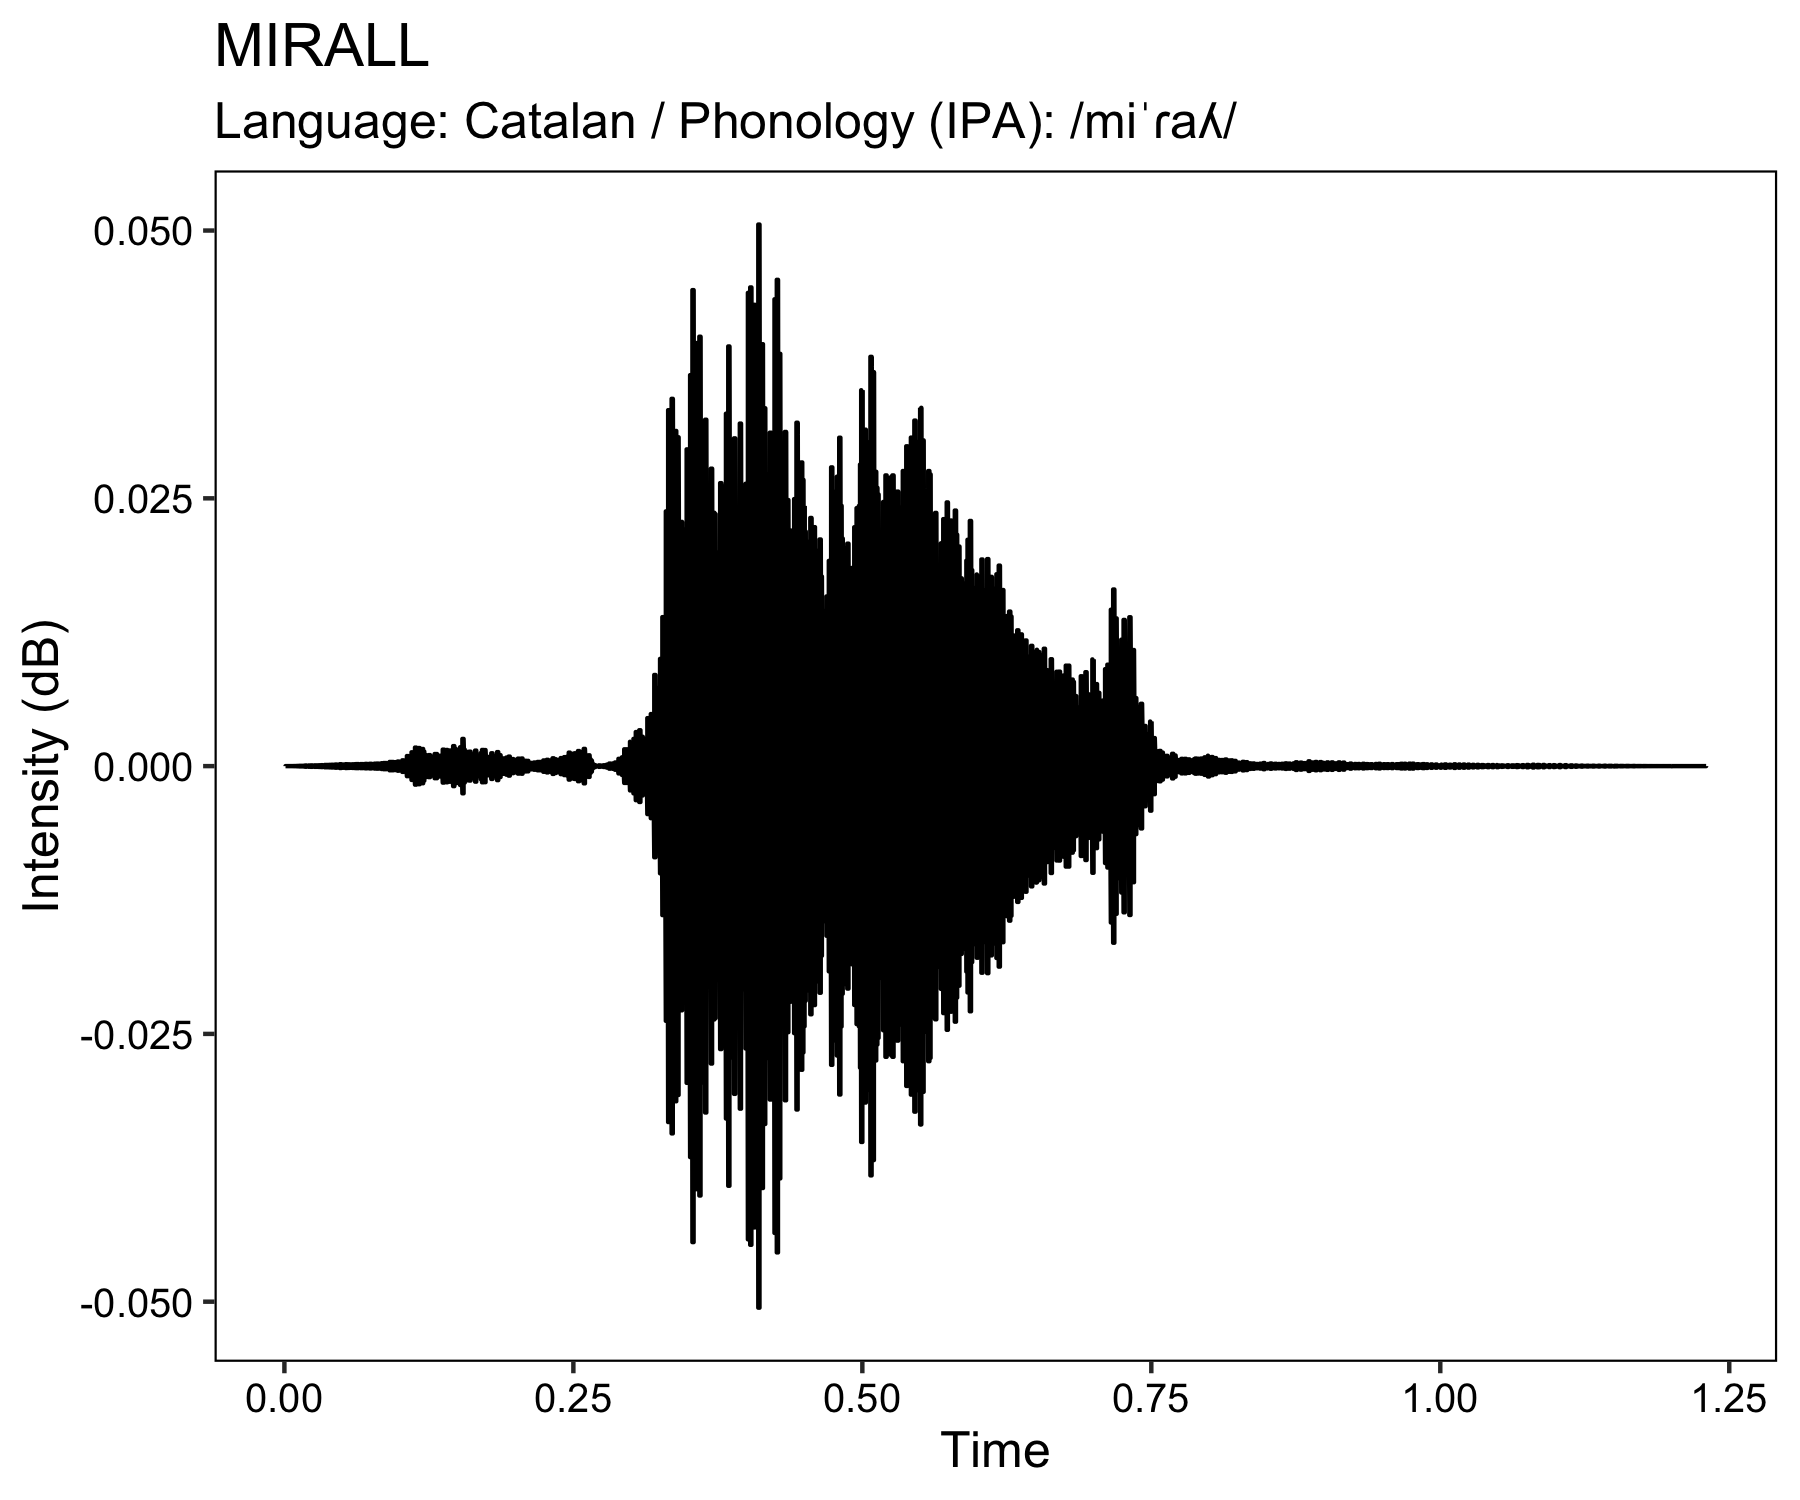 MIRALL
Language: Catalan / Phonology (IPA): /miˈɾaʎ/
0.050
0.025
0.000
-0.025
-0.050
Intensity (dB)
0.00 0.25 0.50 0.75 1.00 1.25
Time